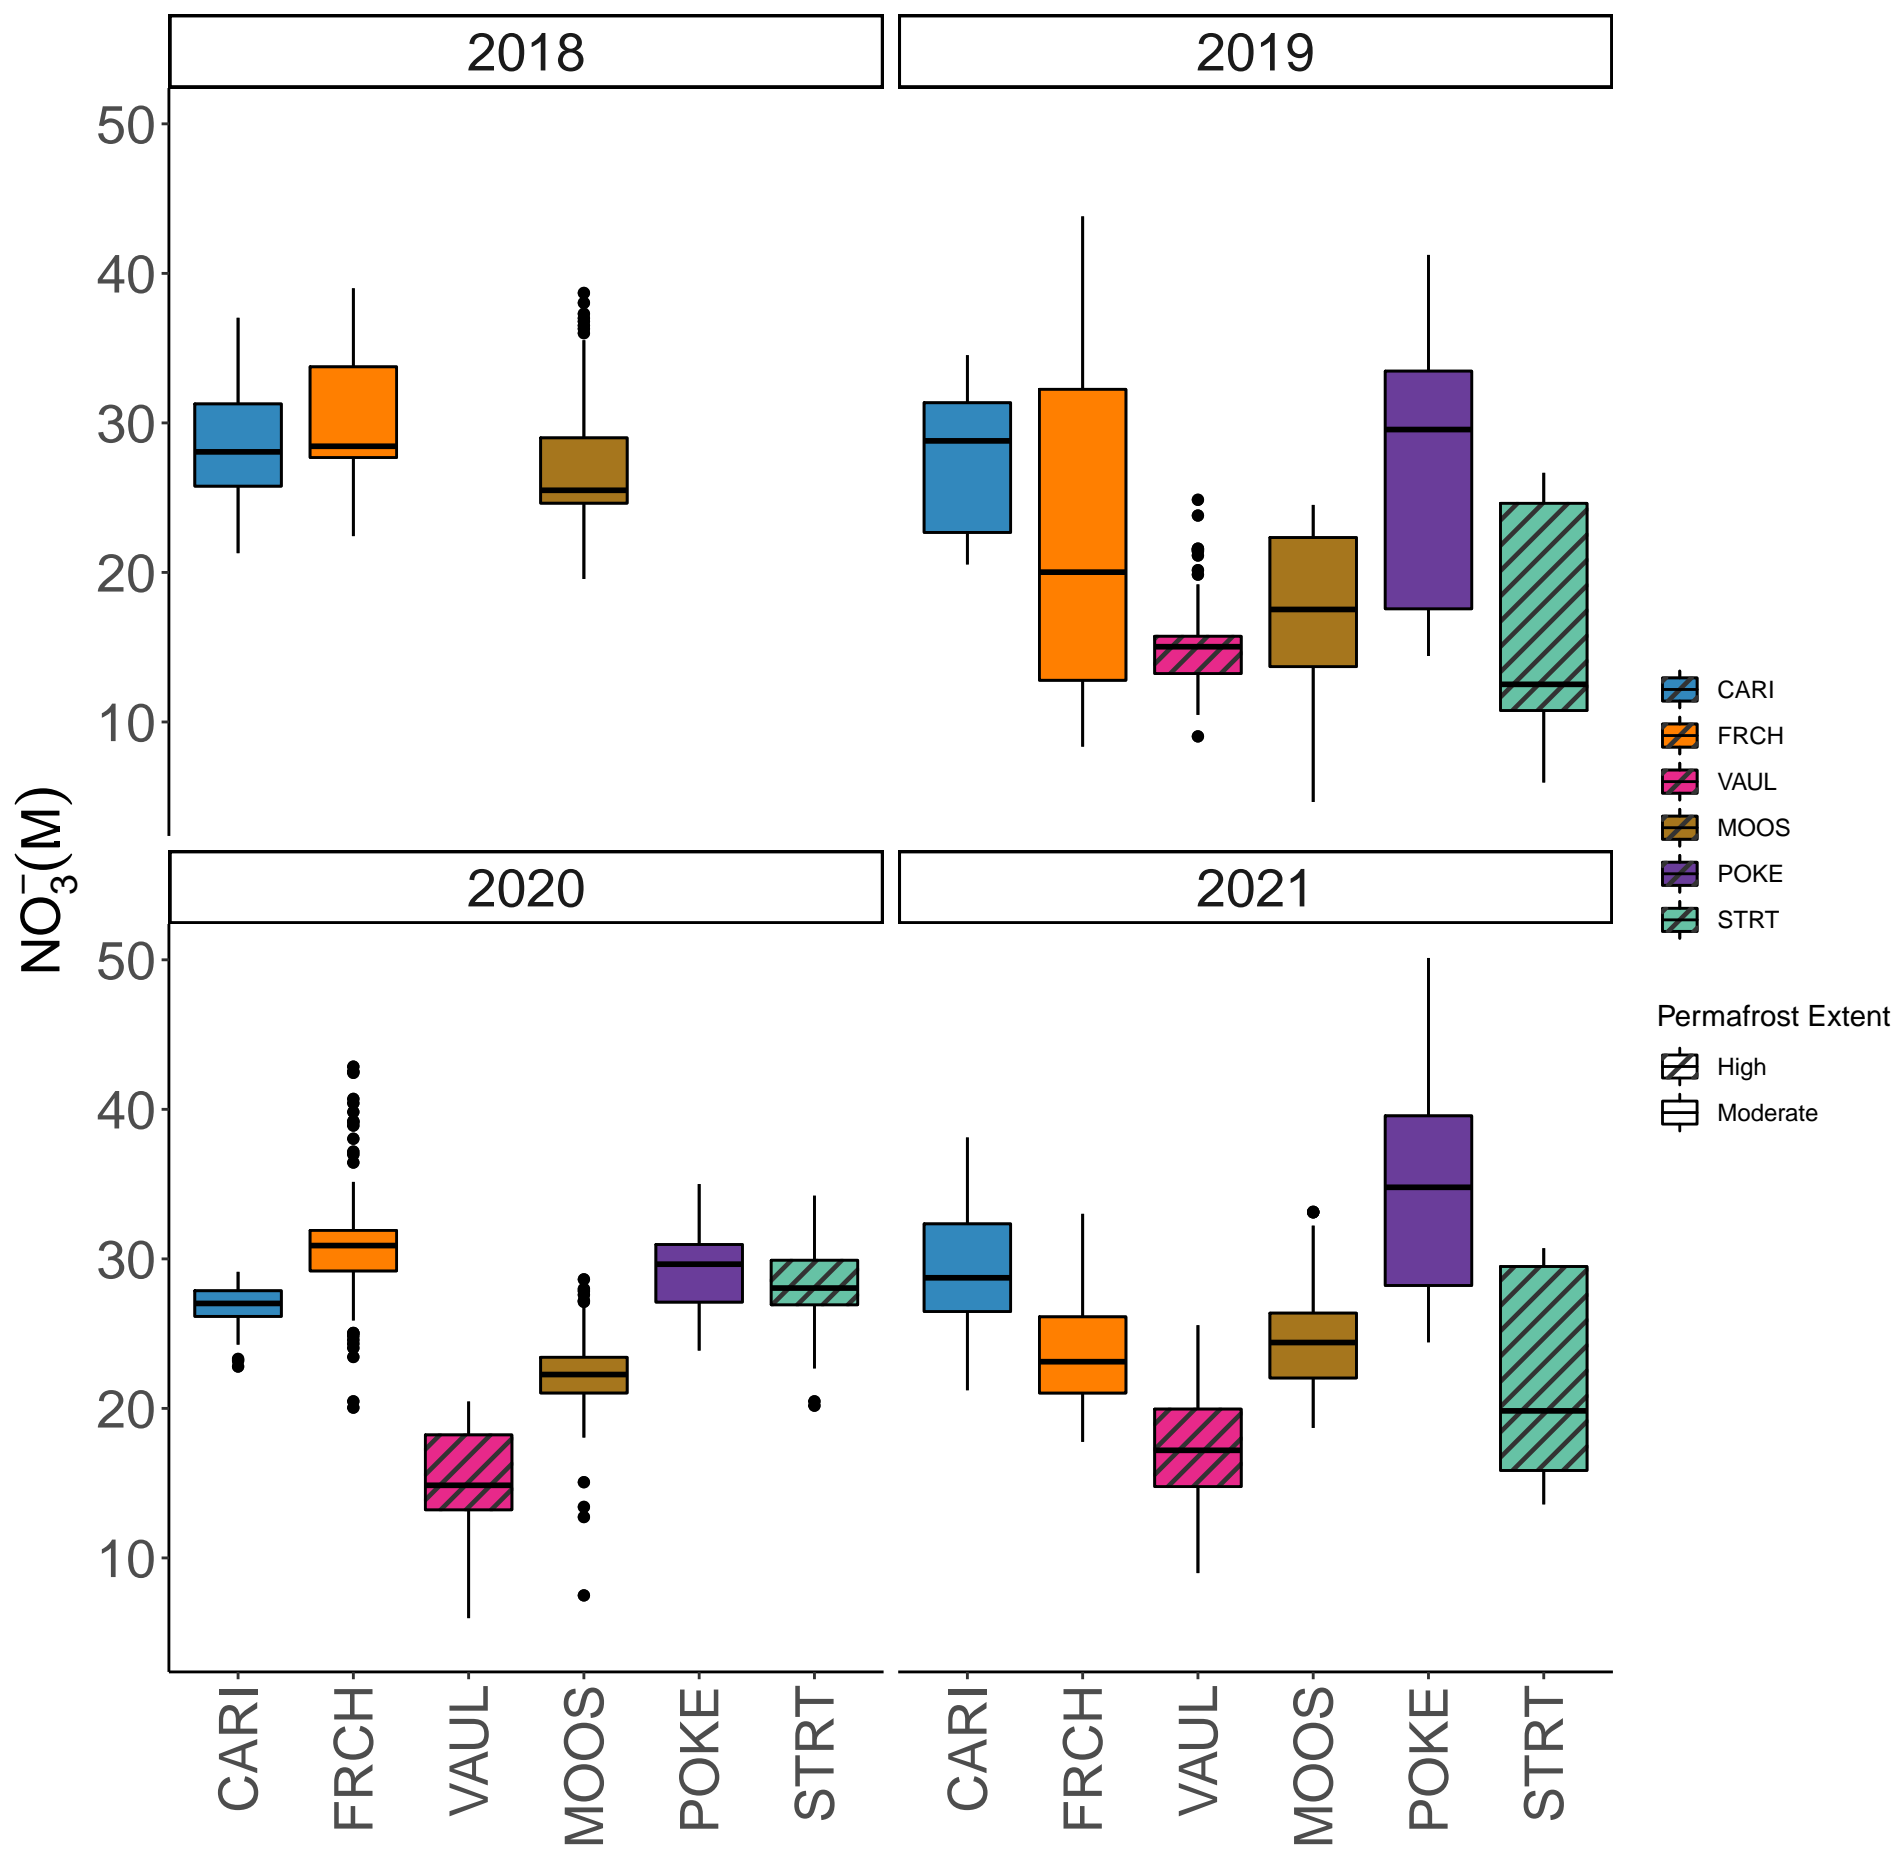 2018
2019
50
40
30
20
10
NO₃⁻(M)
2020
2021
50
40
30
20
10
CARI
FRCH
VAUL
MOOS
POKE
STRT
CARI
FRCH
VAUL
MOOS
POKE
STRT
CARI
FRCH
VAUL
MOOS
POKE
STRT
Permafrost Extent
High
Moderate